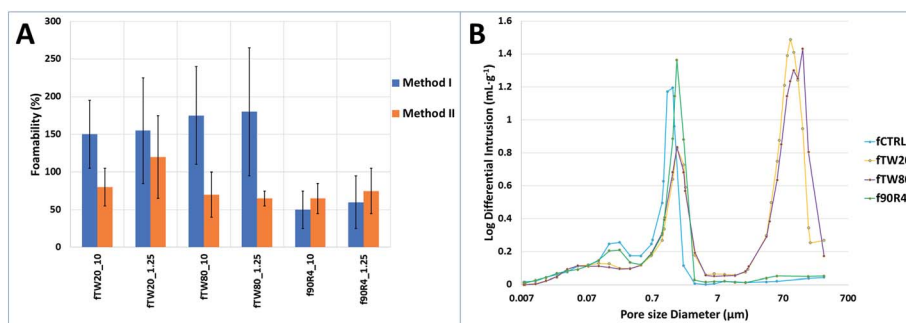 A
Foamability (%)
300
250
200
150
100
50
0
fTW20_10
fTW20_1.25
fTW80_10
fTW80_1.25
f90R4_10
f90R4_1.25
Method I
Method II
B
Log Differential Intrusion (mL·g⁻¹)
1.6
1.4
1.2
1
0.8
0.6
0.4
0.2
0
0.007
0.07
0.7
7
70
700
Pore size Diameter (µm)
fCTRL
fTW20
fTW80
f90R4